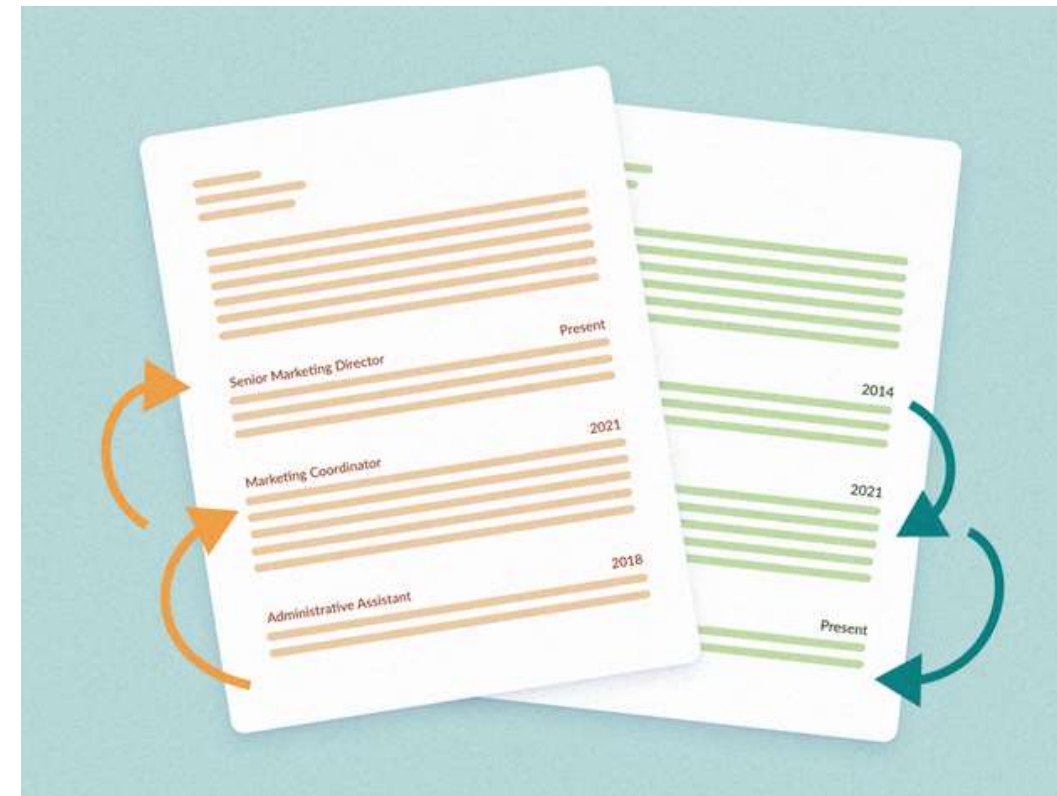 Present
Senior Marketing Director
2021
Marketing Coordinator
2018
Administrative Assistant
2014
2021
Present